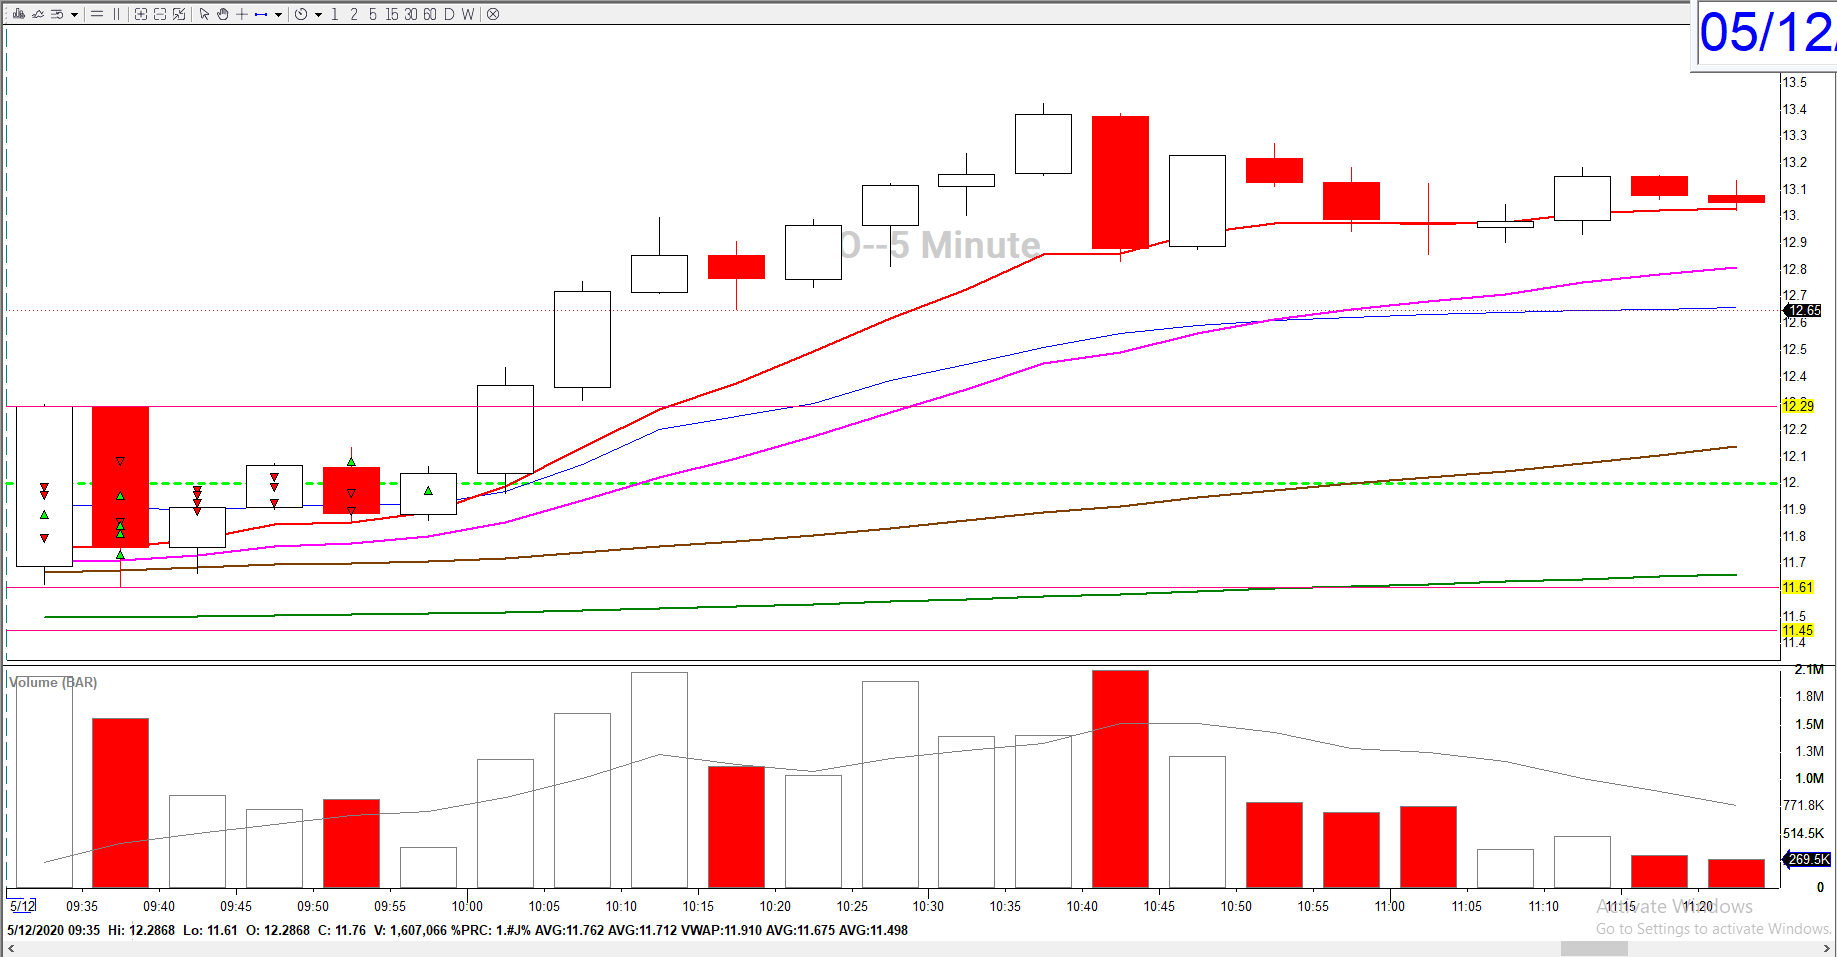 1 2 5 15 30 60 D W
05/12/
13.5
13.4
13.3
13.2
13.1
13.
12.9
12.8
12.7
12.65
12.6
12.5
12.4
12.29
12.2
12.1
12.
11.9
11.8
11.7
11.61
11.5
11.45
11.4
O--5 Minute
Volume (BAR)
2.1M
1.8M
1.5M
1.3M
1.0M
771.8K
514.5K
269.5K
0
5/12 09:35 09:40 09:45 09:50 09:55 10:00 10:05 10:10 10:15 10:20 10:25 10:30 10:35 10:40 10:45 10:50 10:55 11:00 11:05 11:10 11:15 11:20
Activate Windows
Go to Settings to activate Windows.
5/12/2020 09:35 Hi: 12.2868 Lo: 11.61 O: 12.2868 C: 11.76 V: 1,607,066 %PRC: 1.#J% AVG:11.762 AVG:11.712 VWAP:11.910 AVG:11.675 AVG:11.498